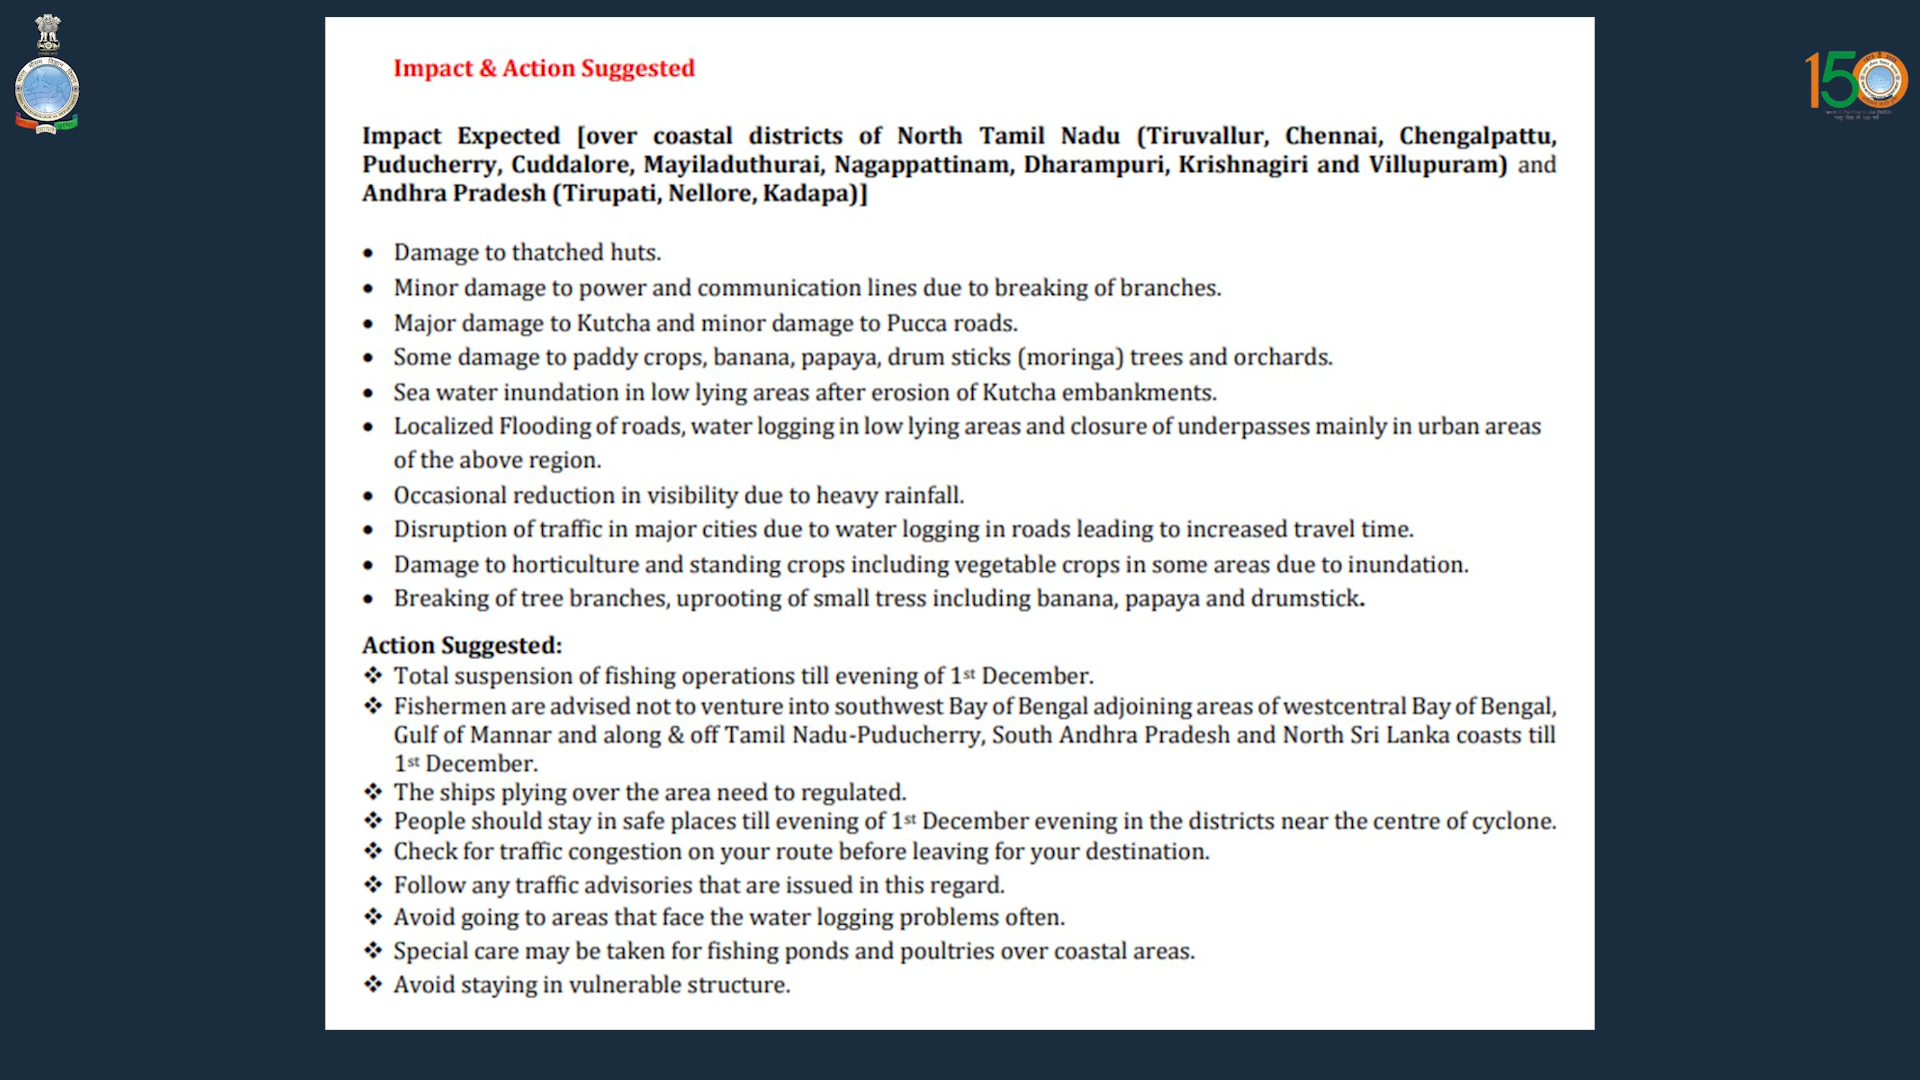 Impact & Action Suggested
Impact Expected [over coastal districts of North Tamil Nadu (Tiruvallur, Chennai, Chengalpattu,
Puducherry, Cuddalore, Mayiladuthurai, Nagappattinam, Dharampuri, Krishnagiri and Villupuram) and
Andhra Pradesh (Tirupati, Nellore, Kadapa)]
• Damage to thatched huts.
• Minor damage to power and communication lines due to breaking of branches.
• Major damage to Kutcha and minor damage to Pucca roads.
• Some damage to paddy crops, banana, papaya, drum sticks (moringa) trees and orchards.
• Sea water inundation in low lying areas after erosion of Kutcha embankments.
• Localized Flooding of roads, water logging in low lying areas and closure of underpasses mainly in urban areas
of the above region.
• Occasional reduction in visibility due to heavy rainfall.
• Disruption of traffic in major cities due to water logging in roads leading to increased travel time.
• Damage to horticulture and standing crops including vegetable crops in some areas due to inundation.
• Breaking of tree branches, uprooting of small tress including banana, papaya and drumstick.
Action Suggested:
❖ Total suspension of fishing operations till evening of 1st December.
❖ Fishermen are advised not to venture into southwest Bay of Bengal adjoining areas of westcentral Bay of Bengal,
Gulf of Mannar and along & off Tamil Nadu-Puducherry, South Andhra Pradesh and North Sri Lanka coasts till
1st December.
❖ The ships plying over the area need to regulated.
❖ People should stay in safe places till evening of 1st December evening in the districts near the centre of cyclone.
❖ Check for traffic congestion on your route before leaving for your destination.
❖ Follow any traffic advisories that are issued in this regard.
❖ Avoid going to areas that face the water logging problems often.
❖ Special care may be taken for fishing ponds and poultries over coastal areas.
❖ Avoid staying in vulnerable structure.
150